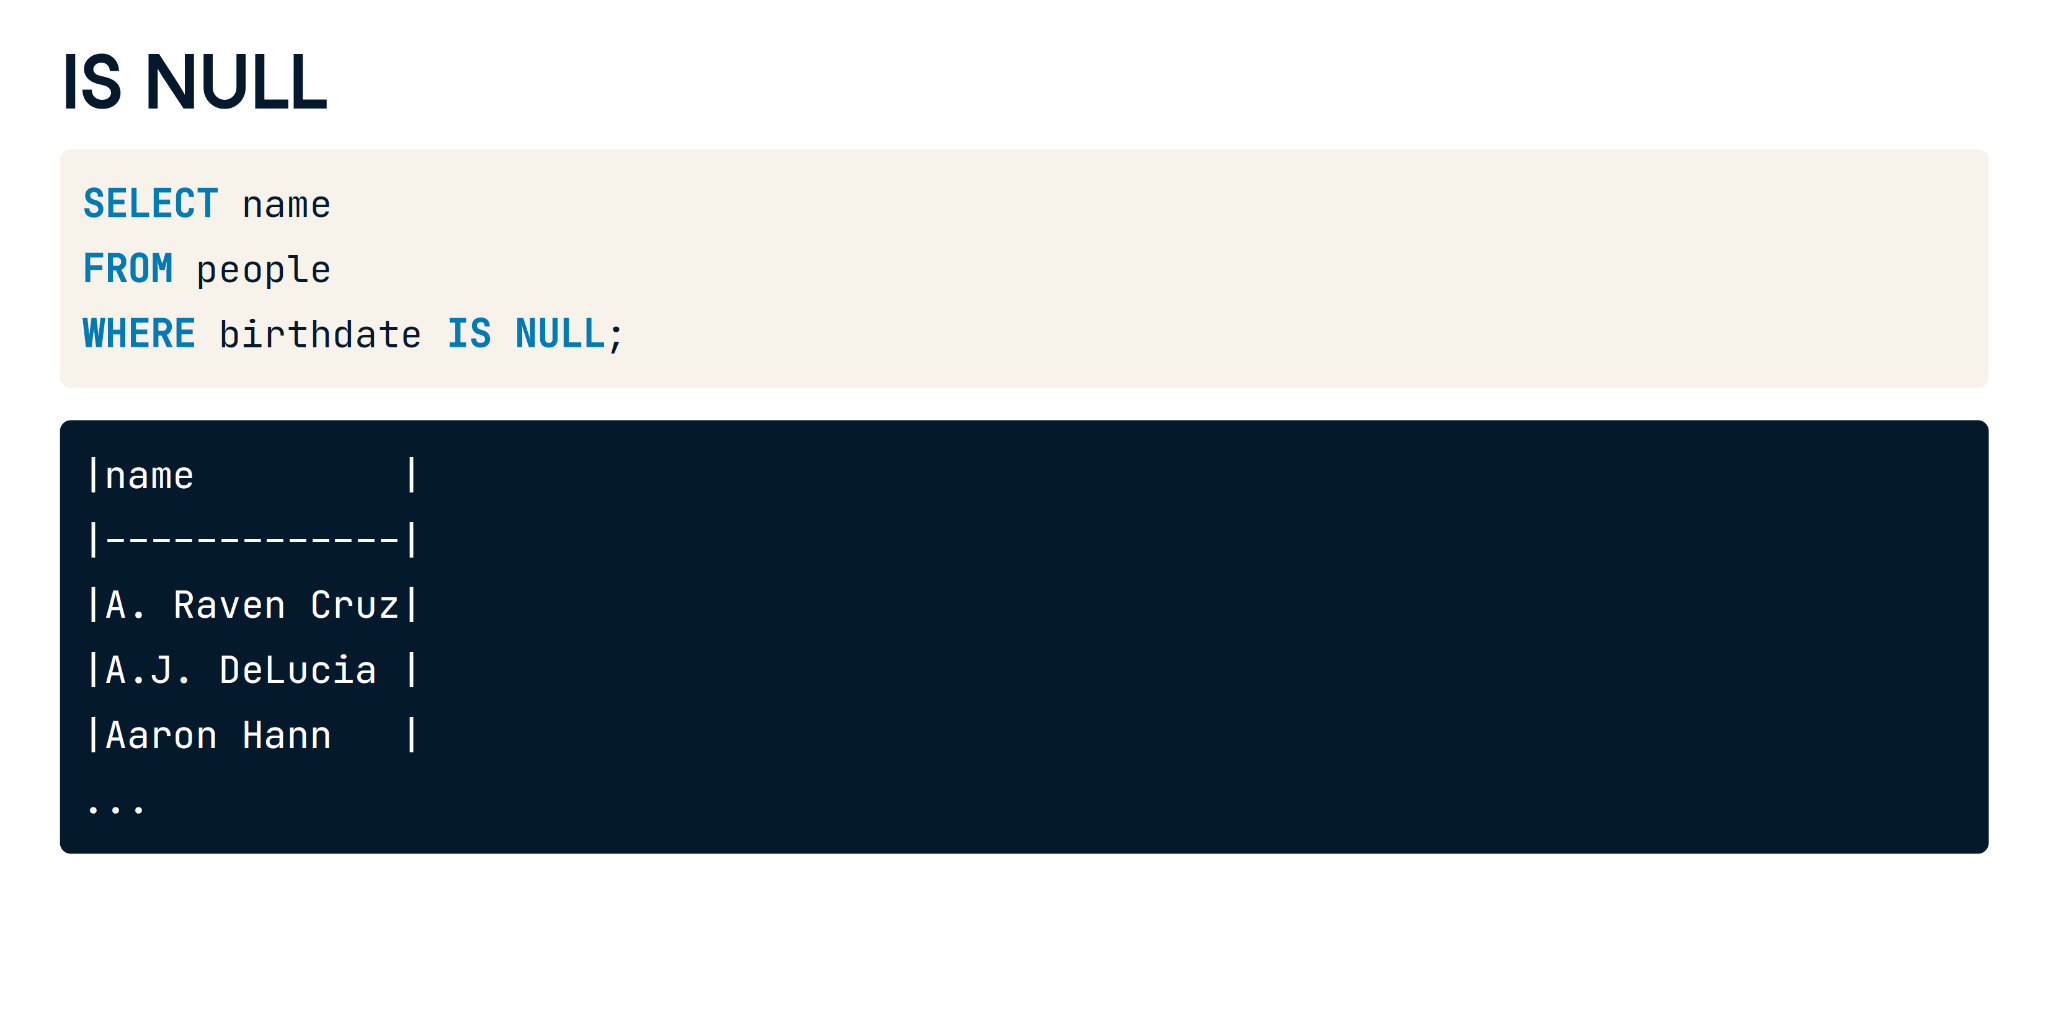 IS NULL
SELECT name
FROM people
WHERE birthdate IS NULL;
|name         |
|-------------|
|A. Raven Cruz|
|A.J. DeLucia |
|Aaron Hann   |
...